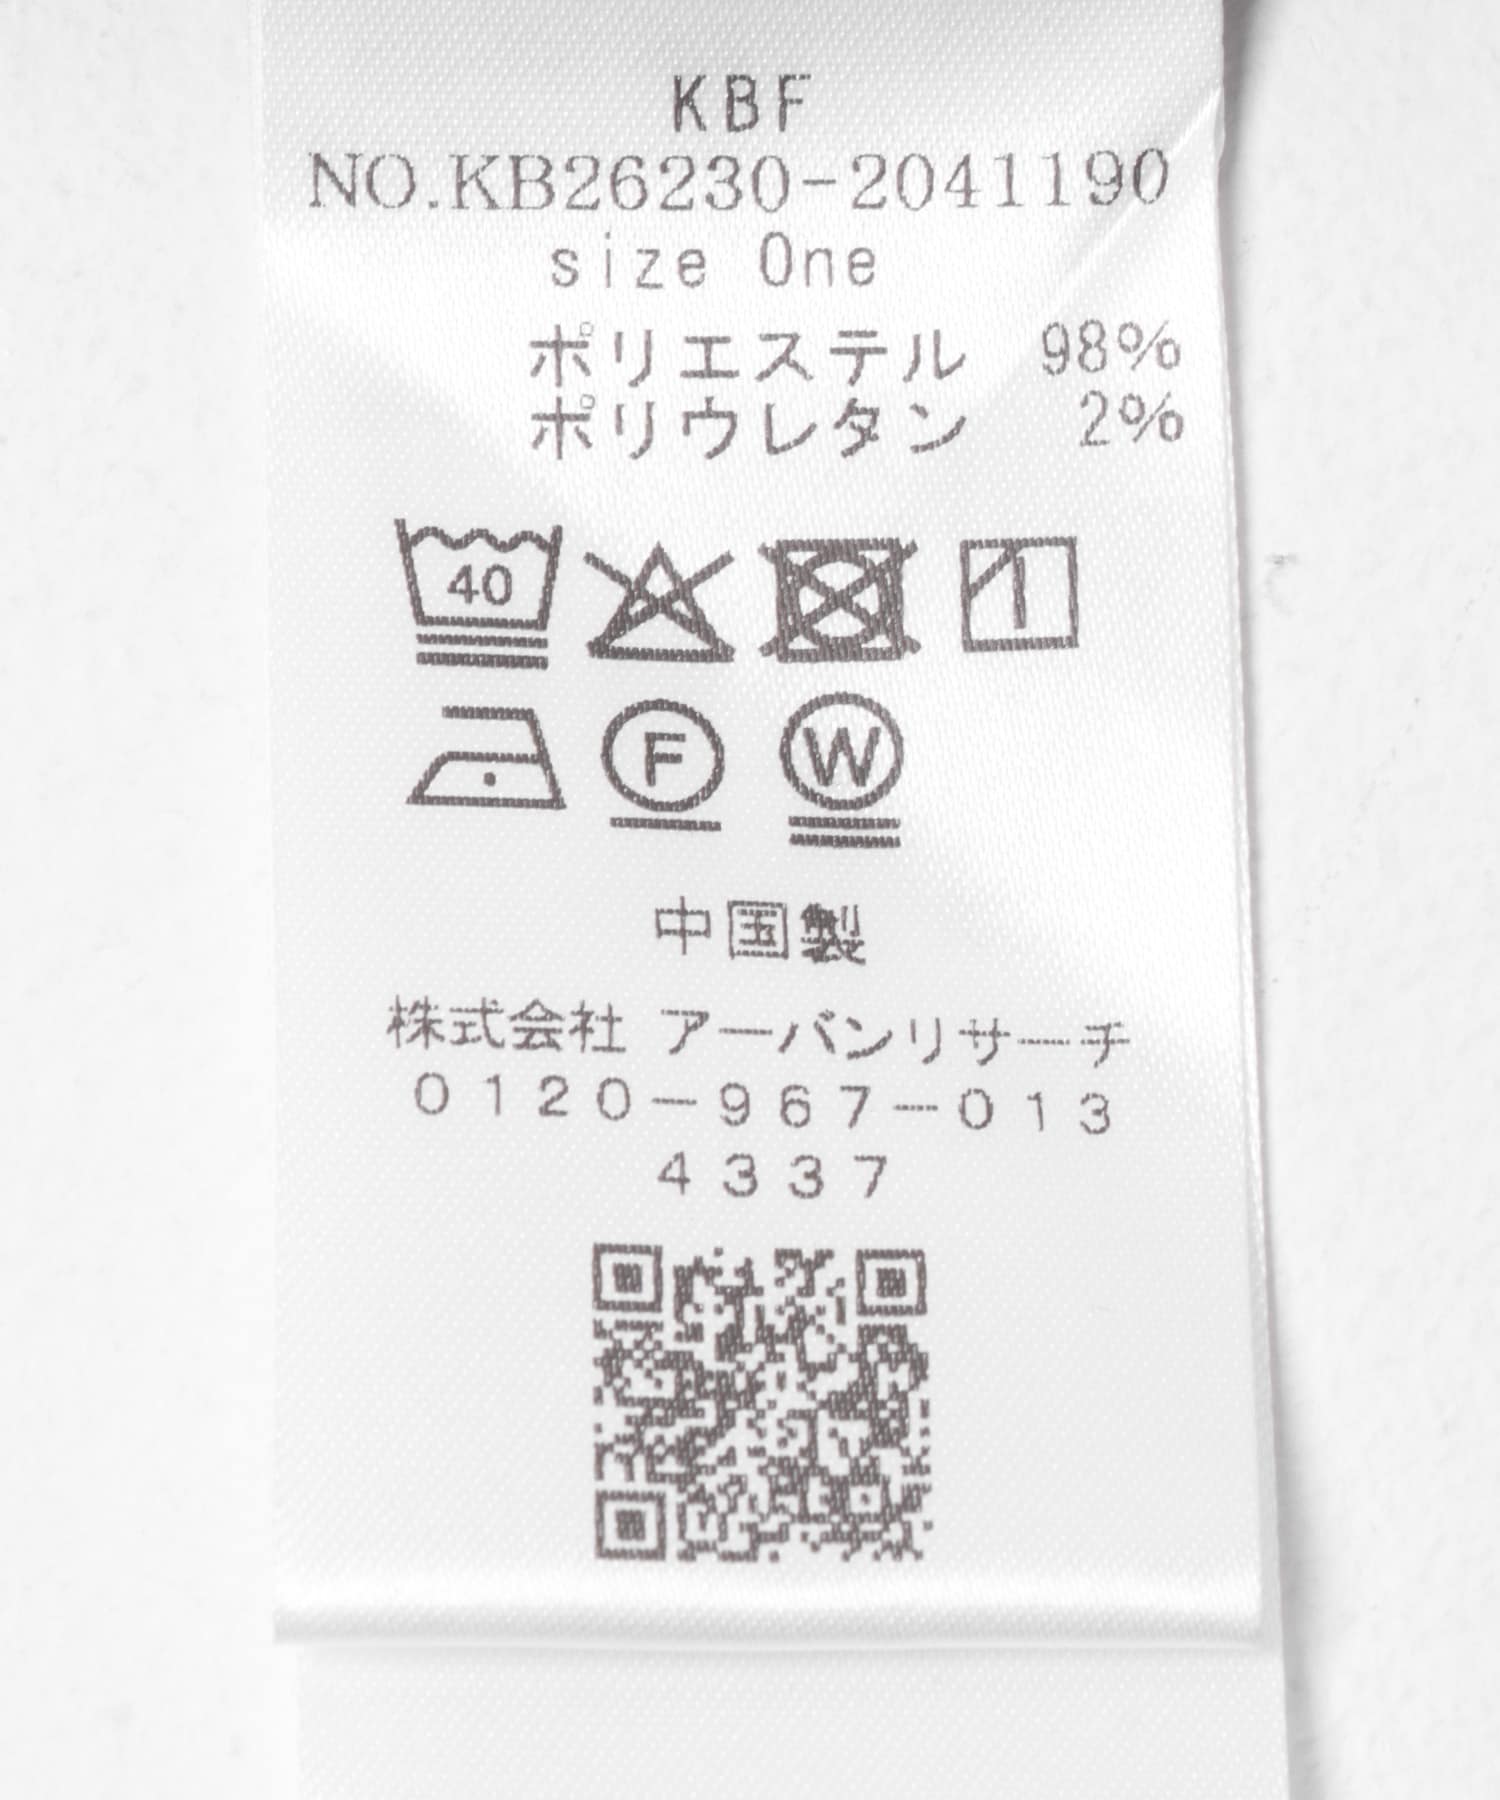 KBF
NO.KB26230-2041190
size One
ポリエステル 98%
ポリウレタン 2%
40
F W
中国製
株式会社 アーバンリサーチ
0120-967-013
4337